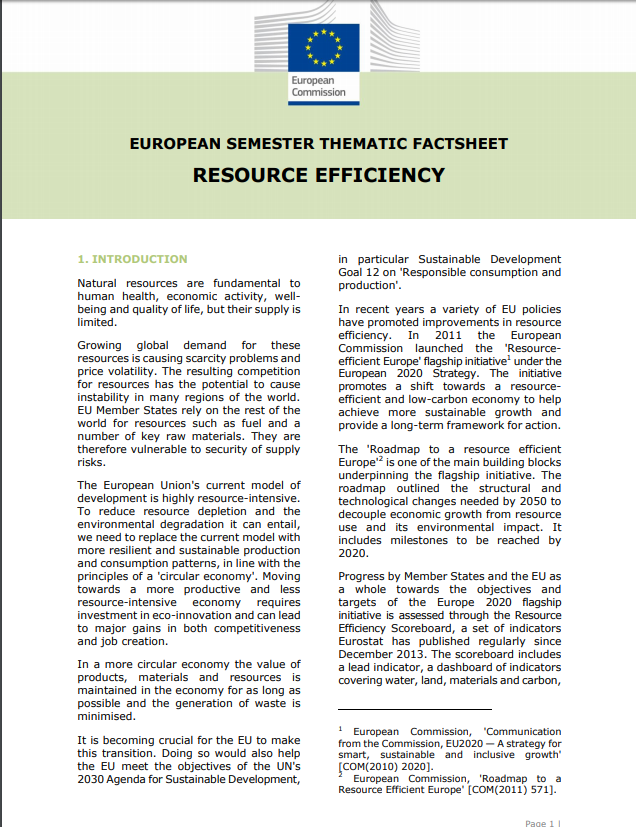 European
Commission
EUROPEAN SEMESTER THEMATIC FACTSHEET
RESOURCE EFFICIENCY
1. INTRODUCTION
Natural resources are fundamental to
human health, economic activity, well-
being and quality of life, but their supply is
limited.
Growing global demand for these
resources is causing scarcity problems and
price volatility. The resulting competition
for resources has the potential to cause
instability in many regions of the world.
EU Member States rely on the rest of the
world for resources such as fuel and a
number of key raw materials. They are
therefore vulnerable to security of supply
risks.
The European Union's current model of
development is highly resource-intensive.
To reduce resource depletion and the
environmental degradation it can entail,
we need to replace the current model with
more resilient and sustainable production
and consumption patterns, in line with the
principles of a 'circular economy'. Moving
towards a more productive and less
resource-intensive economy requires
investment in eco-innovation and can lead
to major gains in both competitiveness
and job creation.
In a more circular economy the value of
products, materials and resources is
maintained in the economy for as long as
possible and the generation of waste is
minimised.
It is becoming crucial for the EU to make
this transition. Doing so would also help
the EU meet the objectives of the UN's
2030 Agenda for Sustainable Development,
in particular Sustainable Development
Goal 12 on 'Responsible consumption and
production'.
In recent years a variety of EU policies
have promoted improvements in resource
efficiency. In 2011 the European
Commission launched the 'Resource-
efficient Europe' flagship initiative¹ under the
European 2020 Strategy. The initiative
promotes a shift towards a resource-
efficient and low-carbon economy to help
achieve more sustainable growth and
provide a long-term framework for action.
The 'Roadmap to a resource efficient
Europe'² is one of the main building blocks
underpinning the flagship initiative. The
roadmap outlined the structural and
technological changes needed by 2050 to
decouple economic growth from resource
use and its environmental impact. It
includes milestones to be reached by
2020.
Progress by Member States and the EU as
a whole towards the objectives and
targets of the Europe 2020 flagship
initiative is assessed through the Resource
Efficiency Scoreboard, a set of indicators
Eurostat has published regularly since
December 2013. The scoreboard includes
a lead indicator, a dashboard of indicators
covering water, land, materials and carbon,
¹ European Commission, 'Communication
from the Commission, EU2020 — A strategy for
smart, sustainable and inclusive growth'
[COM(2010) 2020].
² European Commission, 'Roadmap to a
Resource Efficient Europe' [COM(2011) 571].
Page 1 |